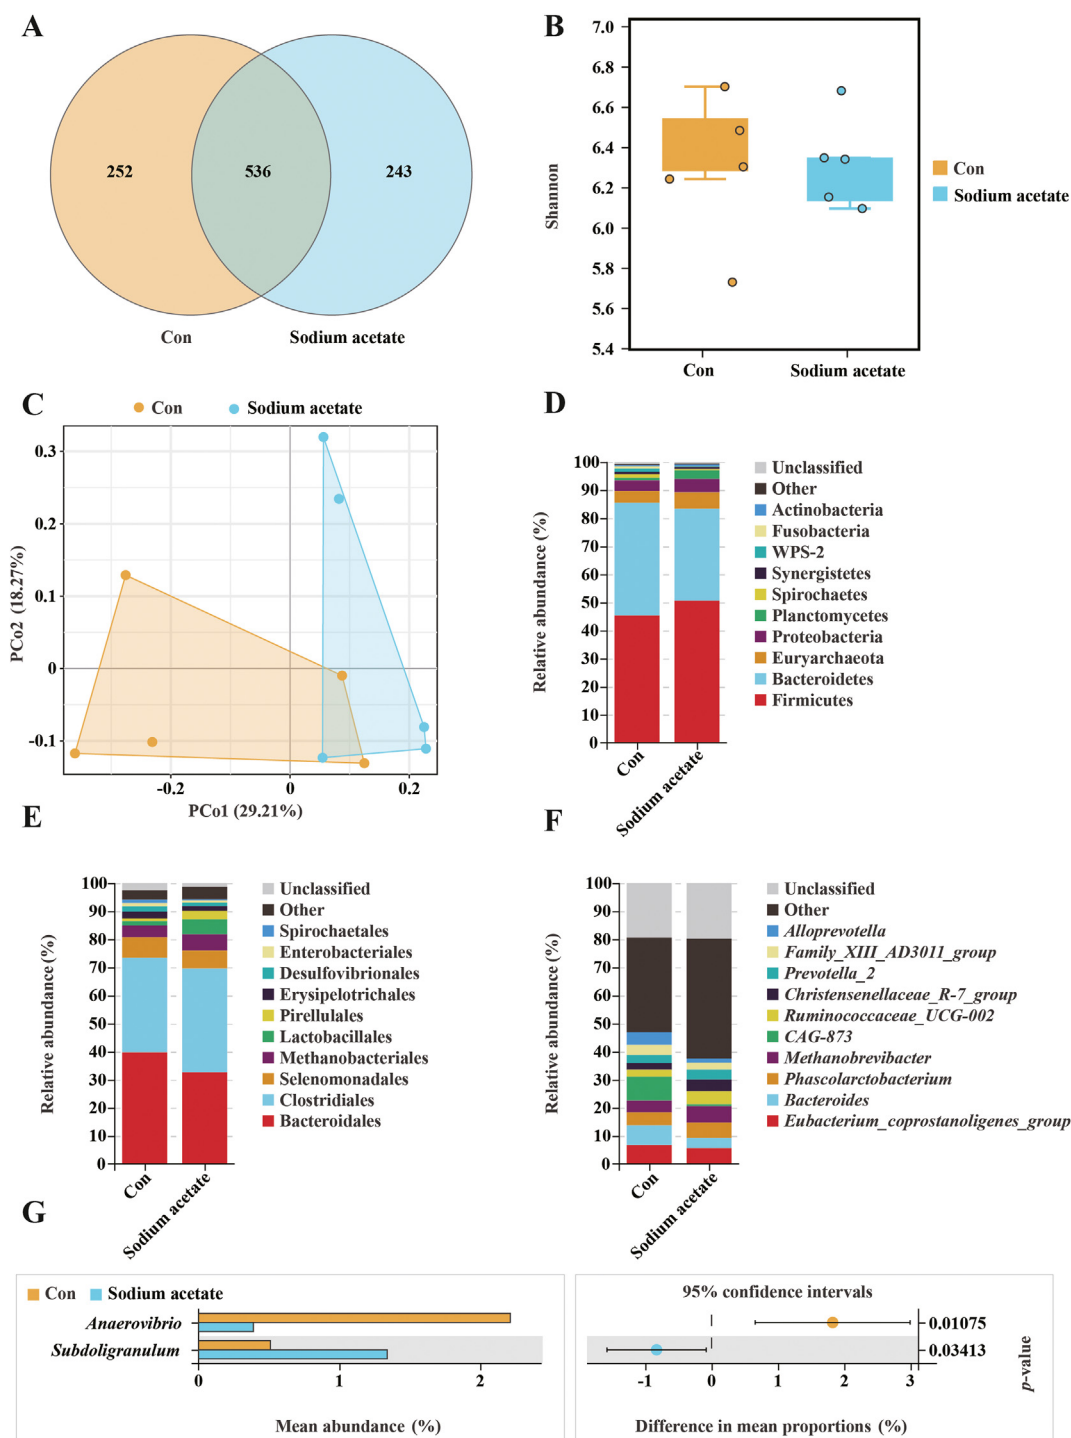 A
252
536
243
Con
Sodium acetate
B
7.0
6.8
6.6
6.4
6.2
6.0
5.8
5.6
5.4
Shannon
Con
Sodium acetate
Con
Sodium acetate
C
Con
Sodium acetate
0.3
0.2
0.1
0
-0.1
PCo2 (18.27%)
-0.2
0
0.2
PCo1 (29.21%)
D
100
90
80
70
60
50
40
30
20
10
0
Relative abundance (%)
Con
Sodium acetate
Unclassified
Other
Actinobacteria
Fusobacteria
WPS-2
Synergistetes
Spirochaetes
Planctomycetes
Proteobacteria
Euryarchaeota
Bacteroidetes
Firmicutes
E
100
90
80
70
60
50
40
30
20
10
0
Relative abundance (%)
Con
Sodium acetate
Unclassified
Other
Spirochaetales
Enterobacteriales
Desulfovibrionales
Erysipelotrichales
Pirellulales
Lactobacillales
Methanobacteriales
Selenomonadales
Clostridiales
Bacteroidales
F
100
90
80
70
60
50
40
30
20
10
0
Relative abundance (%)
Con
Sodium acetate
Unclassified
Other
Alloprevotella
Family_XIII_AD3011_group
Prevotella_2
Christensenellaceae_R-7_group
Ruminococcaceae_UCG-002
CAG-873
Methanobrevibacter
Phascolarctobacterium
Bacteroides
Eubacterium_coprostanoligenes_group
G
Con
Sodium acetate
Anaerovibrio
Subdoligranulum
0
1
2
Mean abundance (%)
95% confidence intervals
0.01075
0.03413
p-value
-1
0
1
2
3
Difference in mean proportions (%)